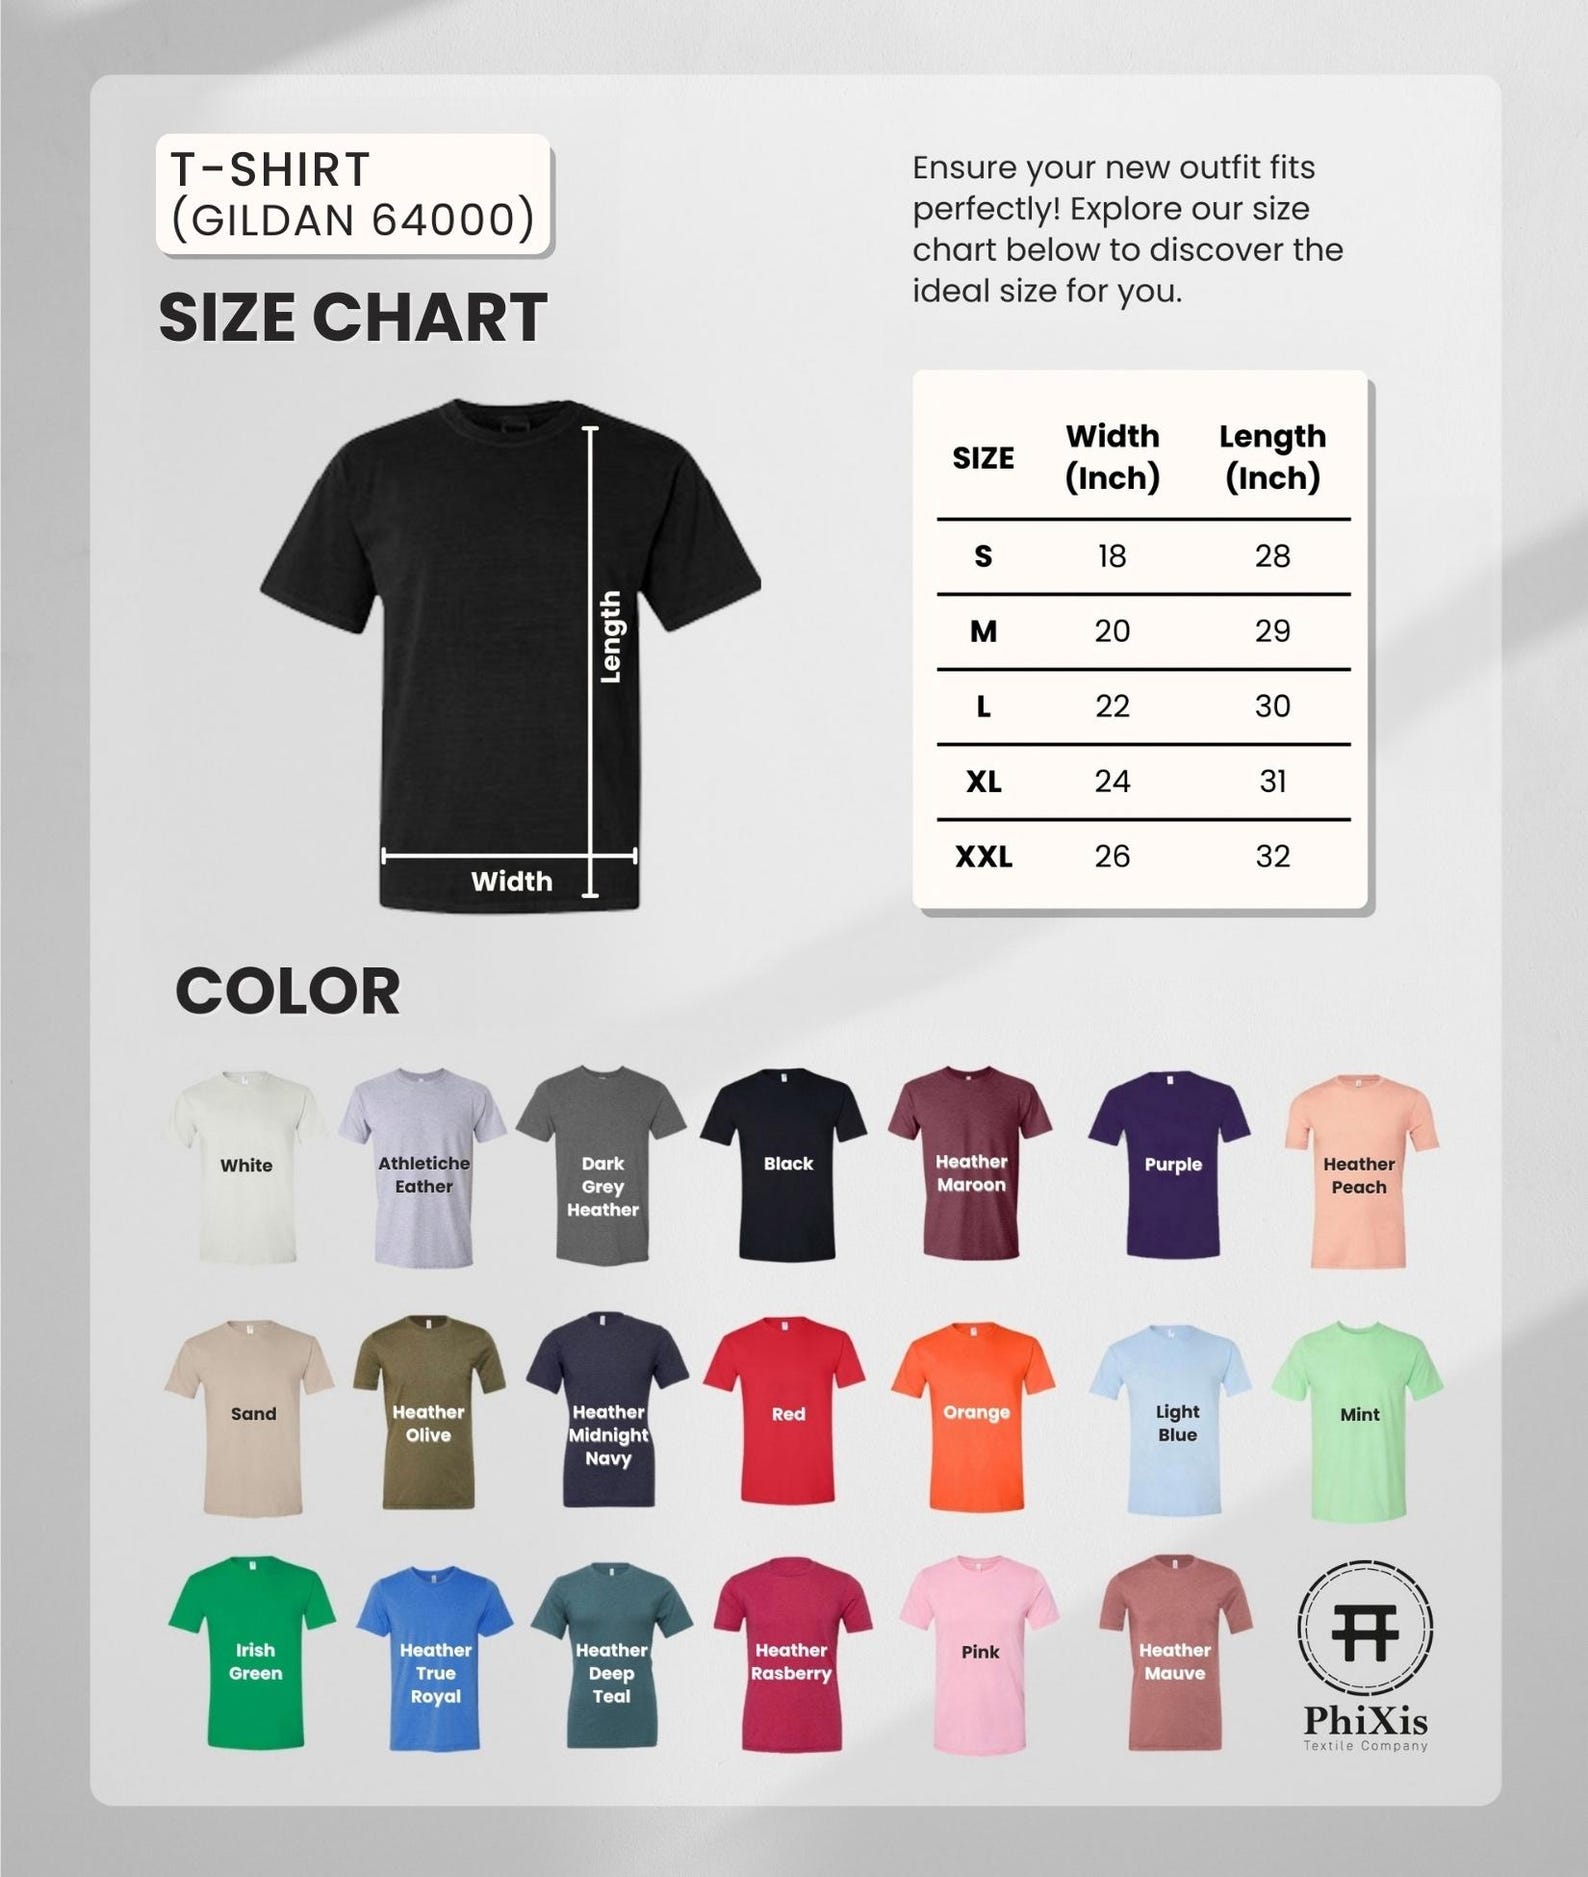 T-SHIRT
(GILDAN 64000)
SIZE CHART
Ensure your new outfit fits
perfectly! Explore our size
chart below to discover the
ideal size for you.
Length
Width
SIZE Width (Inch) Length (Inch)
S 18 28
M 20 29
L 22 30
XL 24 31
XXL 26 32
COLOR
White
Athletiche
Eather
Dark
Grey
Heather
Black
Heather
Maroon
Purple
Heather
Peach
Sand
Heather
Olive
Heather
Midnight
Navy
Red
Orange
Light
Blue
Mint
Irish
Green
Heather
True
Royal
Heather
Deep
Teal
Heather
Rasberry
Pink
Heather
Mauve
PhiXis
Textile Company